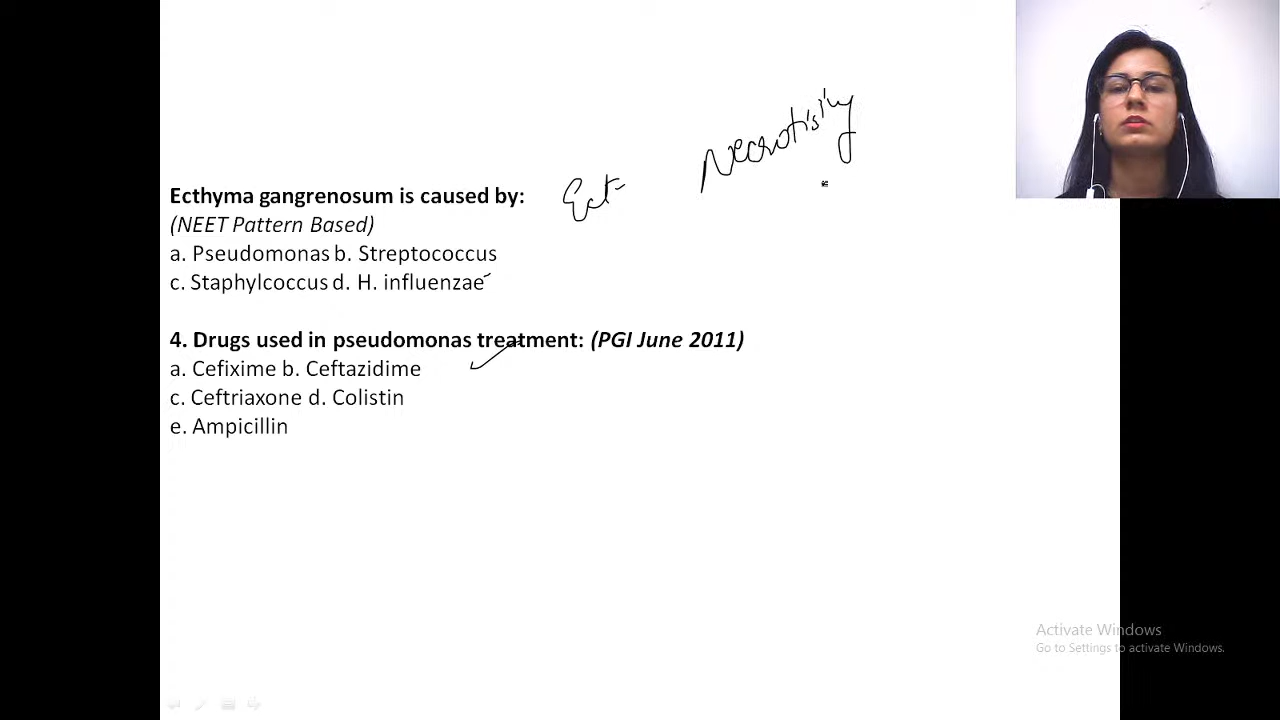 Necrotising
Ect-
Ecthyma gangrenosum is caused by:
(NEET Pattern Based)
a. Pseudomonas b. Streptococcus
c. Staphylcoccus d. H. influenzae
4. Drugs used in pseudomonas treatment: (PGI June 2011)
a. Cefixime b. Ceftazidime
c. Ceftriaxone d. Colistin
e. Ampicillin
Activate Windows
Go to Settings to activate Windows.